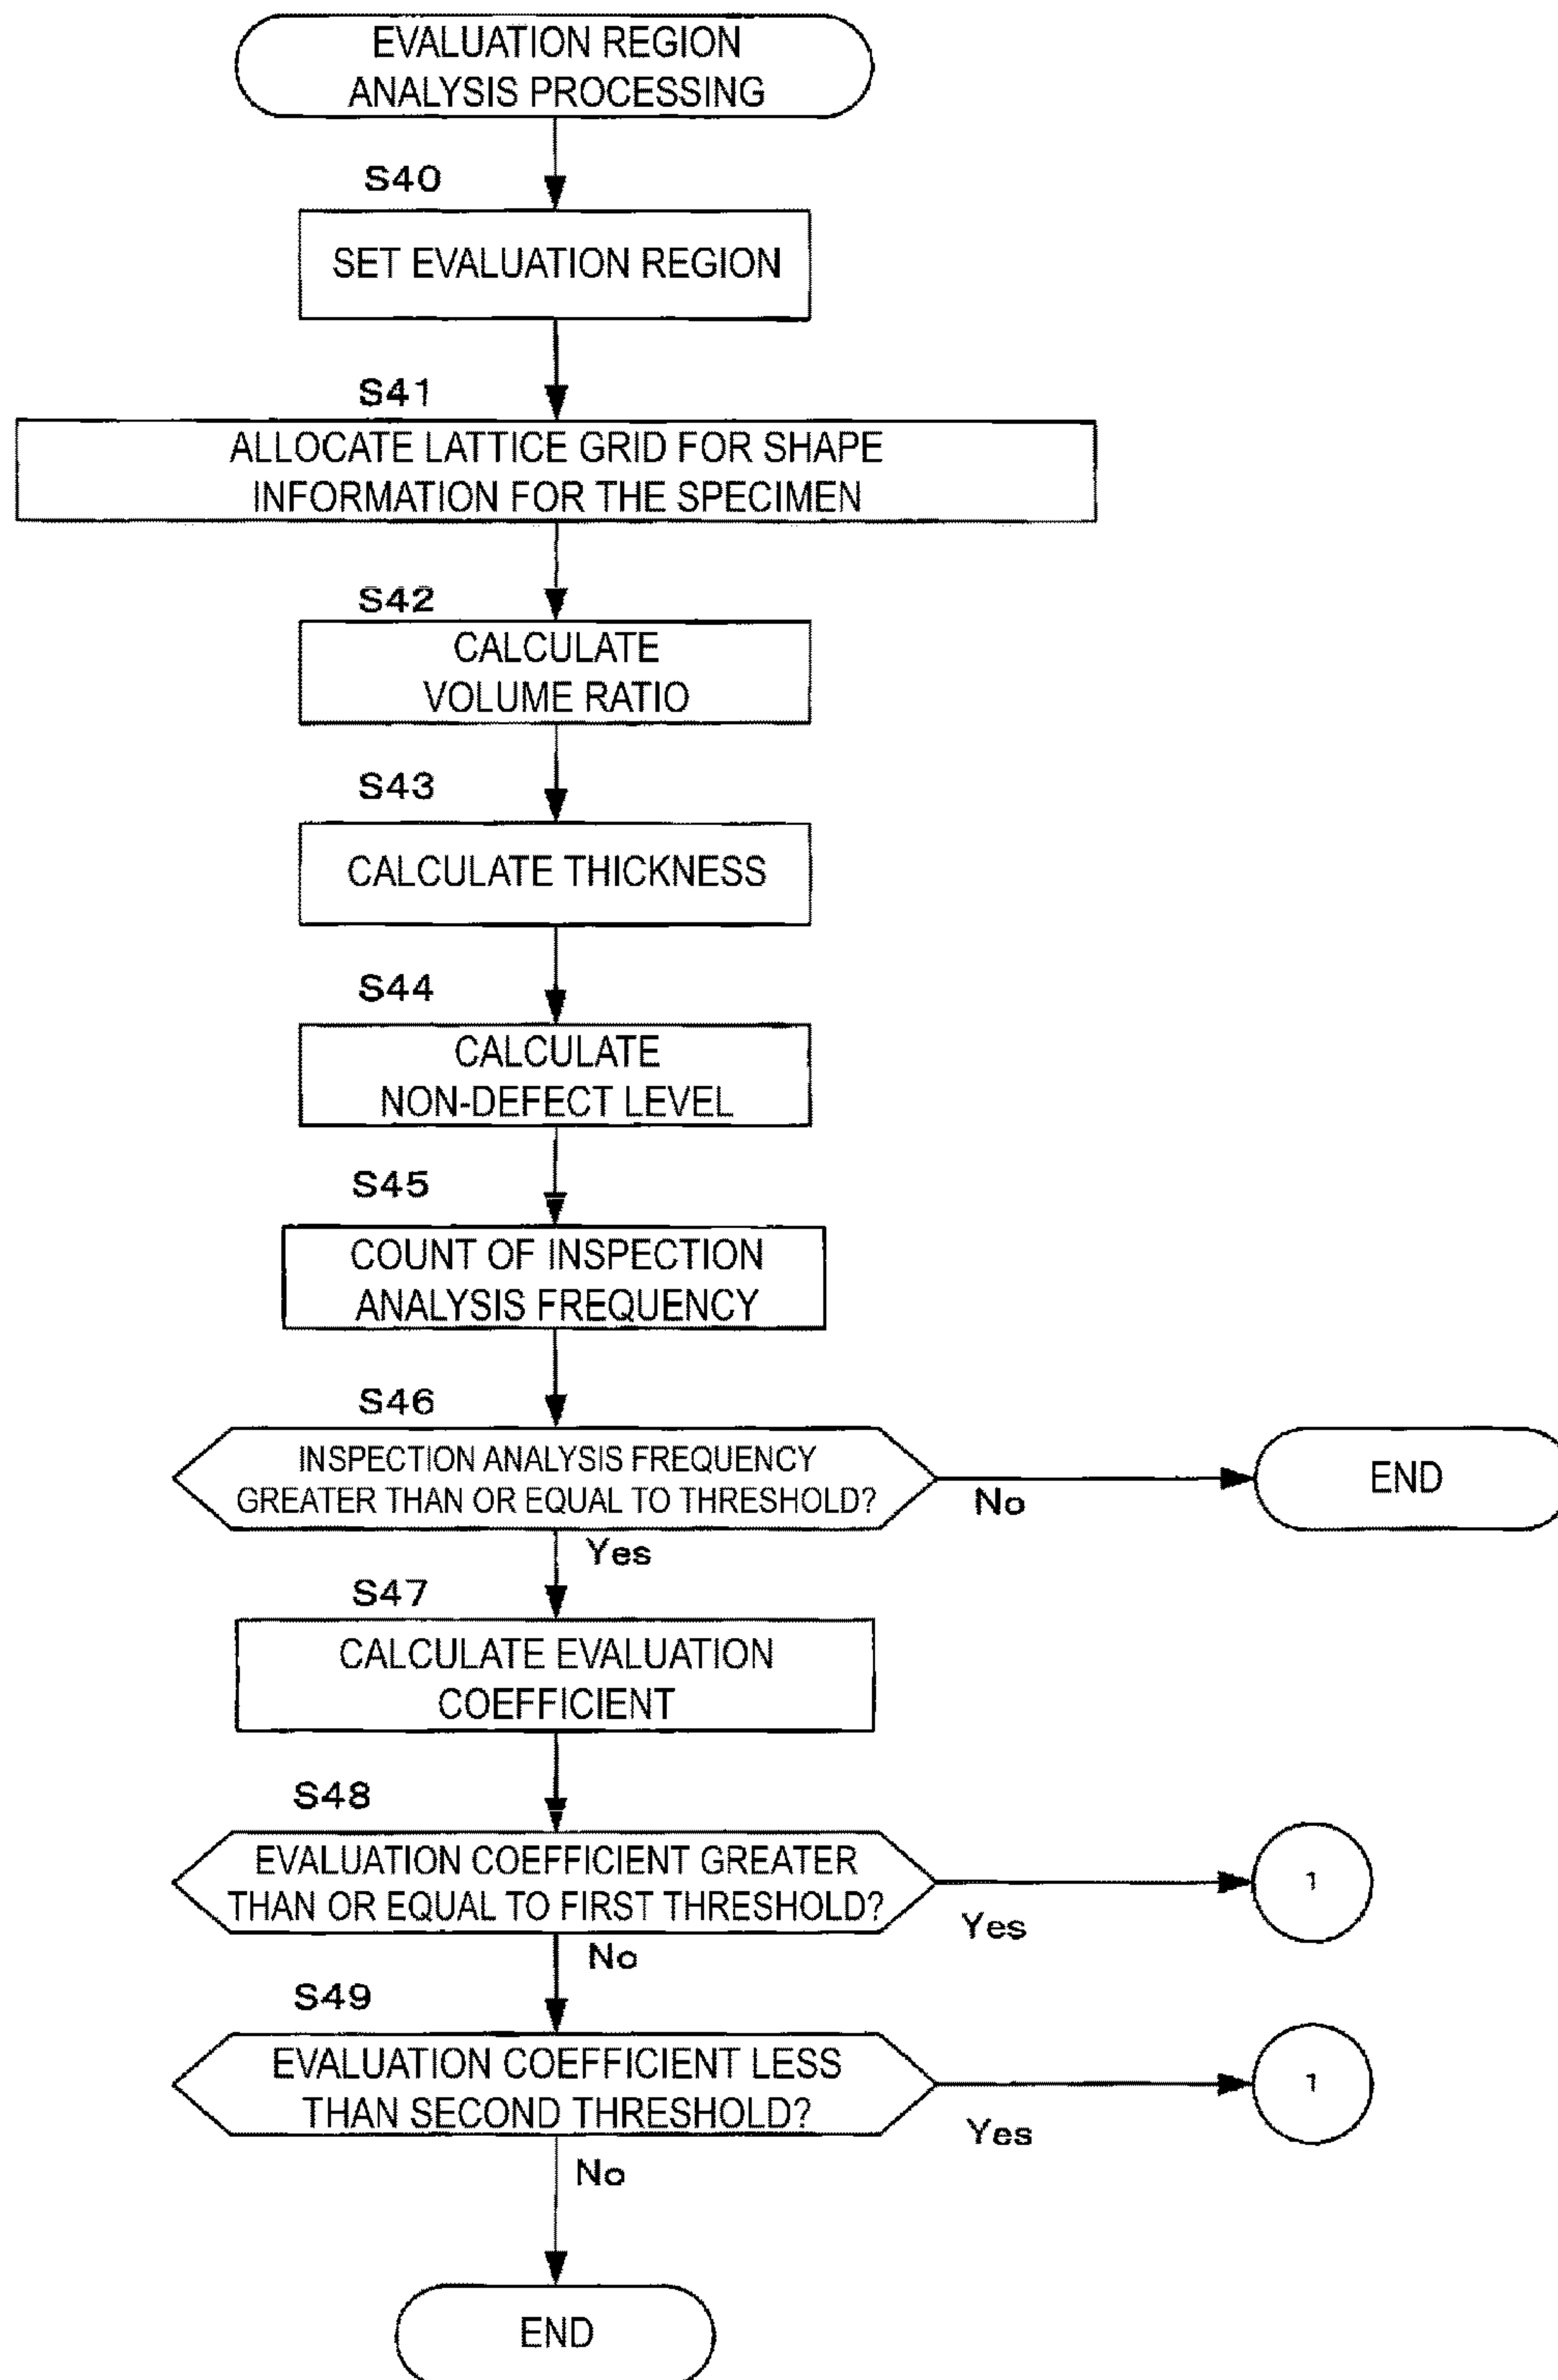 EVALUATION REGION
ANALYSIS PROCESSING
S40
SET EVALUATION REGION
S41
ALLOCATE LATTICE GRID FOR SHAPE
INFORMATION FOR THE SPECIMEN
S42
CALCULATE
VOLUME RATIO
S43
CALCULATE THICKNESS
S44
CALCULATE
NON-DEFECT LEVEL
S45
COUNT OF INSPECTION
ANALYSIS FREQUENCY
S46
INSPECTION ANALYSIS FREQUENCY
GREATER THAN OR EQUAL TO THRESHOLD?
No
END
Yes
S47
CALCULATE EVALUATION
COEFFICIENT
S48
EVALUATION COEFFICIENT GREATER
THAN OR EQUAL TO FIRST THRESHOLD?
Yes
1
No
S49
EVALUATION COEFFICIENT LESS
THAN SECOND THRESHOLD?
Yes
1
No
END